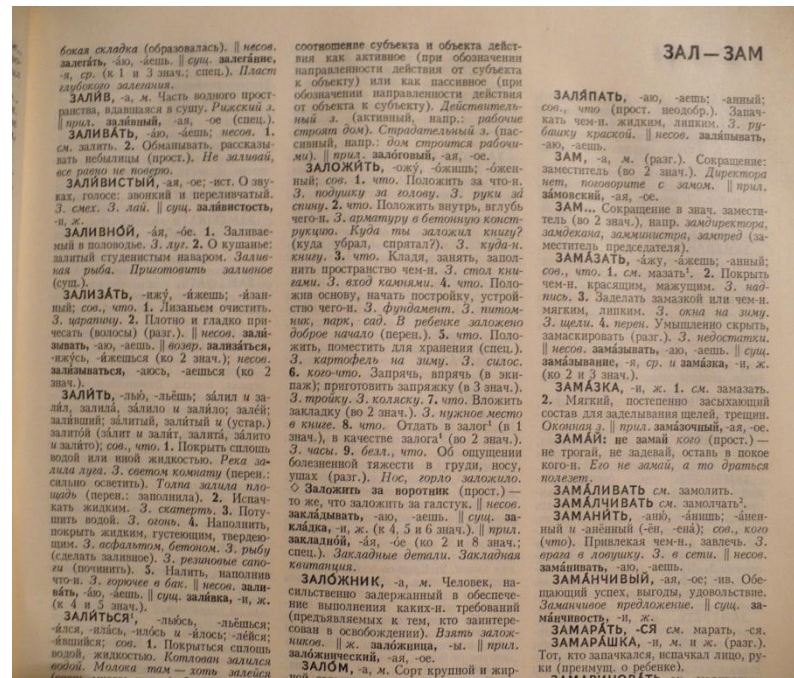 бокая складка (образовалась). || несов.
залега́ть, -а́ю, -а́ешь. || сущ. залега́ние,
-я, ср. (к 1 и 3 знач.; спец.). Пласт
глубокого залегания.
ЗАЛИ́В, -а, м. Часть водного прост-
ранства, вдавшаяся в сушу. Рижский з.
|| прил. зали́вный, -ая, -ое (спец.).
ЗАЛИВА́ТЬ, -а́ю, -а́ешь; несов. 1.
см. залить. 2. Обманывать, рассказы-
вать небылицы (прост.). Не заливай,
все равно не поверю.
ЗАЛИ́ВИСТЫЙ, -ая, -ое; -ист. О зву-
ках, голосе: звонкий и переливчатый.
З. смех. З. лай. || сущ. зали́вистость,
-и, ж.
ЗАЛИВНО́Й, -а́я, -о́е. 1. Заливае-
мый в половодье. З. луг. 2. О кушанье:
залитый студенистым наваром. Залив-
ная рыба. Приготовить заливное
(сущ.).
ЗАЛИЗА́ТЬ, -ижу́, -и́жешь; -и́зан-
ный; сов., что. 1. Лизаньем очистить.
З. царапину. 2. Плотно и гладко при-
чесать (волосы) (разг.). || несов. зали́-
зывать, -аю, -аешь. || возвр. зализа́ться,
-ижу́сь, -и́жешься (ко 2 знач.); несов.
зали́зываться, -аюсь, -аешься (ко 2
знач.).
ЗАЛИ́ТЬ, -лью́, -льёшь; за́лил и за-
ли́л, залила́, за́лило и зали́ло; зале́й;
зали́вший; за́литый, зали́тый и (устар.)
залито́й (за́лит и зали́т, залита́, за́лито
и зали́то); сов., что. 1. Покрыть сплошь
водой или иной жидкостью. Река за-
лила луга. З. светом комнату (перен.:
сильно осветить). Толпа залила пло-
щадь (перен.: заполнила). 2. Испач-
кать жидким. З. скатерть. 3. Поту-
шить водой. З. огонь. 4. Наполнить,
покрыть жидким, густеющим, твердею-
щим. З. асфальтом, бетоном. З. рыбу
(сделать заливное). З. резиновые сапо-
ги (починить). 5. Налить, наполнив
что-н. З. горючее в бак. || несов. зали-
ва́ть, -а́ю, -а́ешь. || сущ. зали́вка, -и, ж.
(к 4 и 5 знач.).
ЗАЛИ́ТЬСЯ¹, -лью́сь, -льёшься;
-и́лся, -ила́сь, -ило́сь и -и́лось; -ле́йся;
-и́вшийся; сов. 1. Покрыться сплошь
водой, жидкостью. Котлован залился
водой. Молока там — хоть залейся
соотношение субъекта и объекта дейст-
вия как активное (при обозначении
направленности действия от субъекта
к объекту) или как пассивное (при
обозначении направленности действия
от объекта к субъекту). Действитель-
ный з. (активный, напр.: рабочие
строят дом). Страдательный з. (пас-
сивный, напр.: дом строится рабочи-
ми). || прил. зало́говый, -ая, -ое.
ЗАЛОЖИ́ТЬ, -ожу́, -о́жишь; -о́жен-
ный; сов. 1. что. Положить за что-н.
З. подушку за голову. З. руки за
спину. 2. что. Положить внутрь, вглубь
чего-н. З. арматуру в бетонную конст-
рукцию. Куда ты заложил книгу?
(куда убрал, спрятал?). З. куда-н.
книгу. 3. что. Кладя, занять, запол-
нить пространство чем-н. З. стол кни-
гами. З. вход камнями. 4. что. Поло-
жив основу, начать постройку, устрой-
ство чего-н. З. фундамент. З. питом-
ник, парк, сад. В ребенке заложено
доброе начало (перен.). 5. что. Поло-
жить, поместить для хранения (спец.).
З. картофель на зиму. З. силос.
6. кого-что. Запрячь, впрячь (в эки-
паж); приготовить запряжку (в 3 знач.).
З. тройку. З. коляску. 7. что. Вложить
закладку (во 2 знач.). З. нужное место
в книге. 8. что. Отдать в залог¹ (в 1
знач.), в качестве залога¹ (во 2 знач.).
З. часы. 9. безл., что. Об ощущении
болезненной тяжести в груди, носу,
ушах (разг.). Нос, горло заложило.
◇ Заложить за воротник (прост.) —
то же, что заложить за галстук. || несов.
закла́дывать, -аю, -аешь. || сущ. за-
кла́дка, -и, ж. (к 4, 5 и 6 знач.). || прил.
закладно́й, -а́я, -о́е (ко 2 и 8 знач.;
спец.). Закладные детали. Закладная
квитанция.
ЗАЛО́ЖНИК, -а, м. Человек, на-
сильственно задержанный в обеспече-
ние выполнения каких-н. требований
(предъявляемых к тем, кто заинтере-
сован в освобождении). Взять залож-
ников. || ж. зало́жница, -ы. || прил.
зало́жнический, -ая, -ое.
ЗАЛО́М, -а, м. Сорт крупной и жир-
ЗАЛ—ЗАМ
ЗАЛЯ́ПАТЬ, -аю, -аешь; -анный;
сов., что (прост. неодобр.). Запач-
кать чем-н. жидким, липким. З. ру-
башку краской. || несов. заля́пывать,
-аю, -аешь.
ЗАМ, -а, м. (разг.). Сокращение:
заместитель (во 2 знач.). Директора
нет, поговорите с замом. || прил.
за́мовский, -ая, -ое.
ЗАМ... Сокращение в знач. замести-
тель (во 2 знач.), напр. замдиректора,
замдекана, замминистра, зампред (за-
меститель председателя).
ЗАМА́ЗАТЬ, -а́жу, -а́жешь; -анный;
сов., что. 1. см. мазать¹. 2. Покрыть
чем-н. красящим, мажущим. З. над-
пись. 3. Заделать замазкой или чем-н.
мягким, липким. З. окна на зиму.
З. щели. 4. перен. Умышленно скрыть,
замаскировать (разг.). З. недостатки.
|| несов. зама́зывать, -аю, -аешь. || сущ.
зама́зывание, -я, ср. и зама́зка, -и, ж.
(ко 2 и 3 знач.).
ЗАМА́ЗКА, -и, ж. 1. см. замазать.
2. Мягкий, постепенно засыхающий
состав для заделывания щелей, трещин.
Оконная з. || прил. зама́зочный, -ая, -ое.
ЗАМА́Й: не замай кого (прост.) —
не трогай, не задевай, оставь в покое
кого-н. Его не замай, а то драться
полезет.
ЗАМА́ЛИВАТЬ см. замолить.
ЗАМА́ЛЧИВАТЬ см. замолчать².
ЗАМАНИ́ТЬ, -аню́, -а́нишь; -а́нен-
ный и -анённый (-ён, -ена́); сов., кого
(что). Привлекая чем-н., завлечь. З.
врага в ловушку. З. в сети. || несов.
зама́нивать, -аю, -аешь.
ЗАМА́НЧИВЫЙ, -ая, -ое; -ив. Обе-
щающий успех, выгоды, удовольствие.
Заманчивое предложение. || сущ. за-
ма́нчивость, -и, ж.
ЗАМАРА́ТЬ, -СЯ см. марать, -ся.
ЗАМАРА́ШКА, -и, м. и ж. (разг.).
Тот, кто запачкался, испачкал лицо, ру-
ки (преимущ. о ребенке).